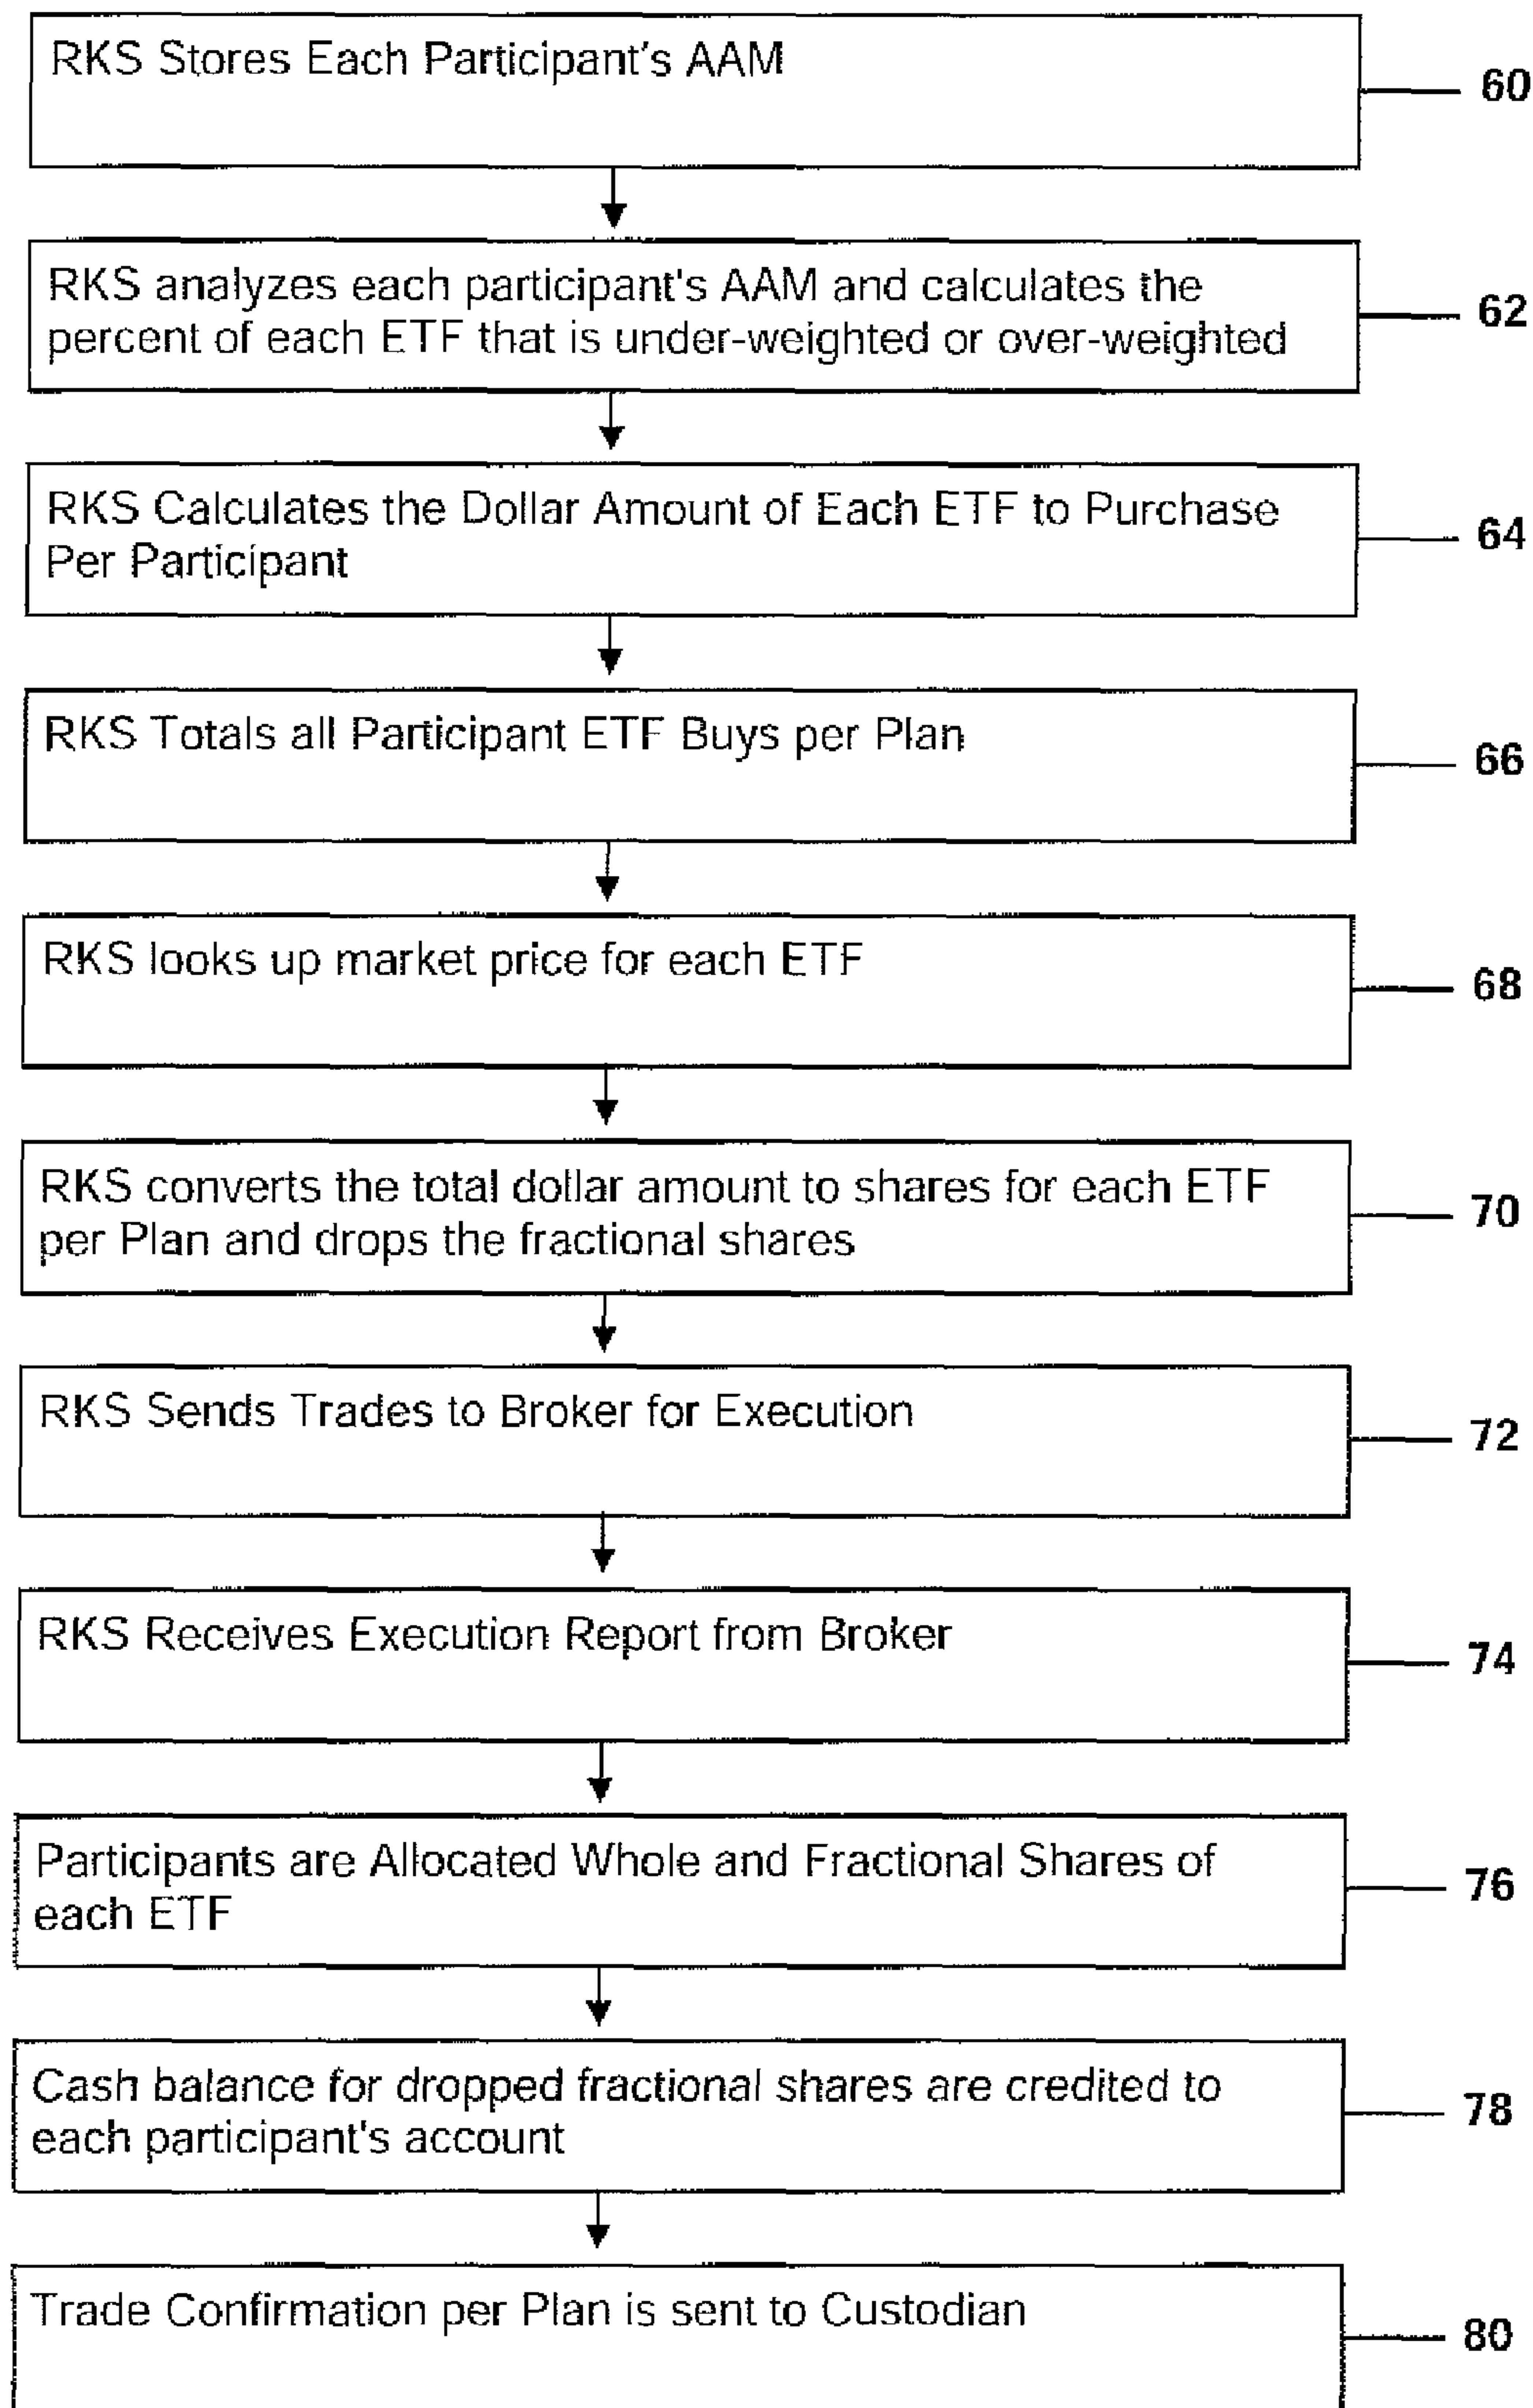 RKS Stores Each Participant's AAM
60
RKS analyzes each participant's AAM and calculates the
percent of each ETF that is under-weighted or over-weighted
62
RKS Calculates the Dollar Amount of Each ETF to Purchase
Per Participant
64
RKS Totals all Participant ETF Buys per Plan
66
RKS looks up market price for each ETF
68
RKS converts the total dollar amount to shares for each ETF
per Plan and drops the fractional shares
70
RKS Sends Trades to Broker for Execution
72
RKS Receives Execution Report from Broker
74
Participants are Allocated Whole and Fractional Shares of
each ETF
76
Cash balance for dropped fractional shares are credited to
each participant's account
78
Trade Confirmation per Plan is sent to Custodian
80